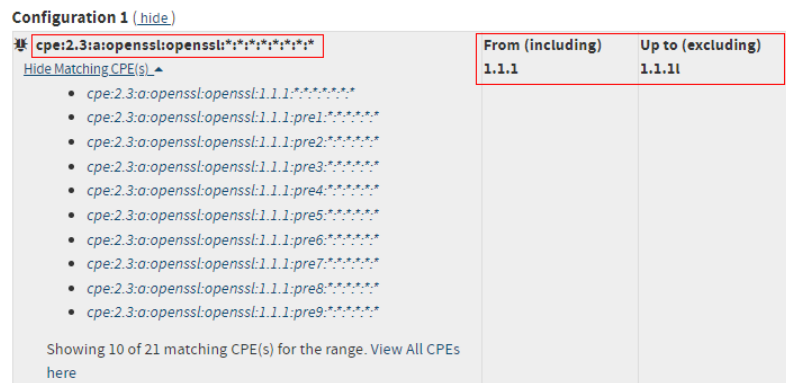 Configuration 1 ( hide )
cpe:2.3:a:openssl:openssl:*:*:*:*:*:*:*:* From (including) Up to (excluding)
Hide Matching CPE(s) 1.1.1 1.1.1l
• cpe:2.3:a:openssl:openssl:1.1.1:*:*:*:*:*:*:*
• cpe:2.3:a:openssl:openssl:1.1.1:pre1:*:*:*:*:*:*
• cpe:2.3:a:openssl:openssl:1.1.1:pre2:*:*:*:*:*:*
• cpe:2.3:a:openssl:openssl:1.1.1:pre3:*:*:*:*:*:*
• cpe:2.3:a:openssl:openssl:1.1.1:pre4:*:*:*:*:*:*
• cpe:2.3:a:openssl:openssl:1.1.1:pre5:*:*:*:*:*:*
• cpe:2.3:a:openssl:openssl:1.1.1:pre6:*:*:*:*:*:*
• cpe:2.3:a:openssl:openssl:1.1.1:pre7:*:*:*:*:*:*
• cpe:2.3:a:openssl:openssl:1.1.1:pre8:*:*:*:*:*:*
• cpe:2.3:a:openssl:openssl:1.1.1:pre9:*:*:*:*:*:*
Showing 10 of 21 matching CPE(s) for the range. View All CPEs
here